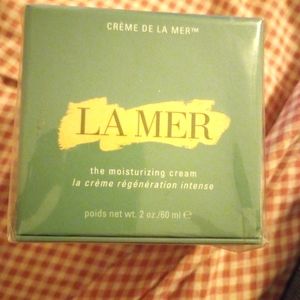 CRÈME DE LA MER™
LA MER
the moisturizing cream
la crème régénération intense
poids net wt. 2 oz./60 ml ℮